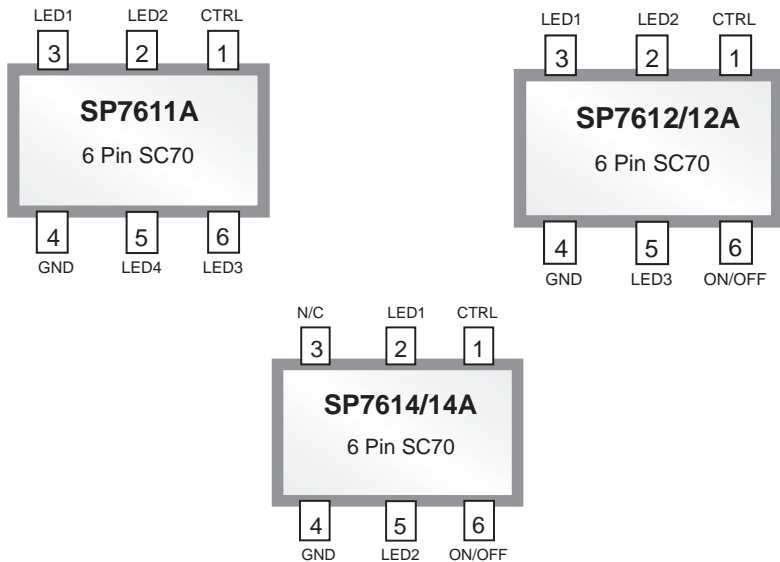 LED1 LED2 CTRL
3 2 1
SP7611A
6 Pin SC70
4 5 6
GND LED4 LED3
LED1 LED2 CTRL
3 2 1
SP7612/12A
6 Pin SC70
4 5 6
GND LED3 ON/OFF
N/C LED1 CTRL
3 2 1
SP7614/14A
6 Pin SC70
4 5 6
GND LED2 ON/OFF